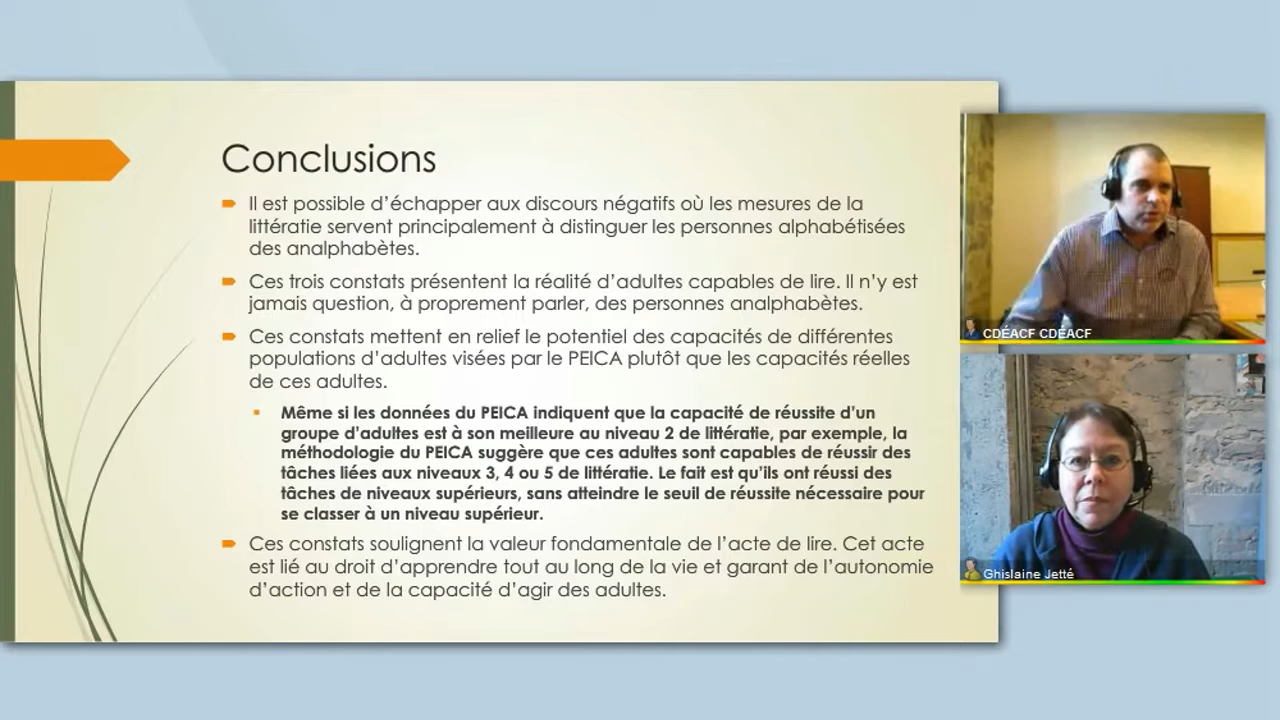 Conclusions
Il est possible d'échapper aux discours négatifs où les mesures de la
littératie servent principalement à distinguer les personnes alphabétisées
des analphabètes.
Ces trois constats présentent la réalité d'adultes capables de lire. Il n'y est
jamais question, à proprement parler, des personnes analphabètes.
Ces constats mettent en relief le potentiel des capacités de différentes
populations d'adultes visées par le PEICA plutôt que les capacités réelles
de ces adultes.
Même si les données du PEICA indiquent que la capacité de réussite d'un
groupe d'adultes est à son meilleure au niveau 2 de littératie, par exemple, la
méthodologie du PEICA suggère que ces adultes sont capables de réussir des
tâches liées aux niveaux 3, 4 ou 5 de littératie. Le fait est qu'ils ont réussi des
tâches de niveaux supérieurs, sans atteindre le seuil de réussite nécessaire pour
se classer à un niveau supérieur.
Ces constats soulignent la valeur fondamentale de l'acte de lire. Cet acte
est lié au droit d'apprendre tout au long de la vie et garant de l'autonomie
d'action et de la capacité d'agir des adultes.
CDÉACF CDÉACF
Ghislaine Jetté